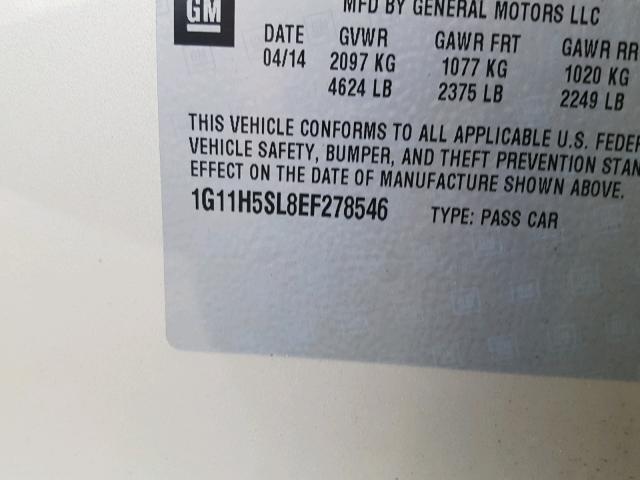 GM
MFD BY GENERAL MOTORS LLC
DATE GVWR GAWR FRT GAWR RR
04/14 2097 KG 1077 KG 1020 KG
4624 LB 2375 LB 2249 LB
THIS VEHICLE CONFORMS TO ALL APPLICABLE U.S. FEDER
VEHICLE SAFETY, BUMPER, AND THEFT PREVENTION STAN
EFFECT ON THE DATE OF MANUFACTURE SHOWN ABOVE.
1G11H5SL8EF278546 TYPE: PASS CAR